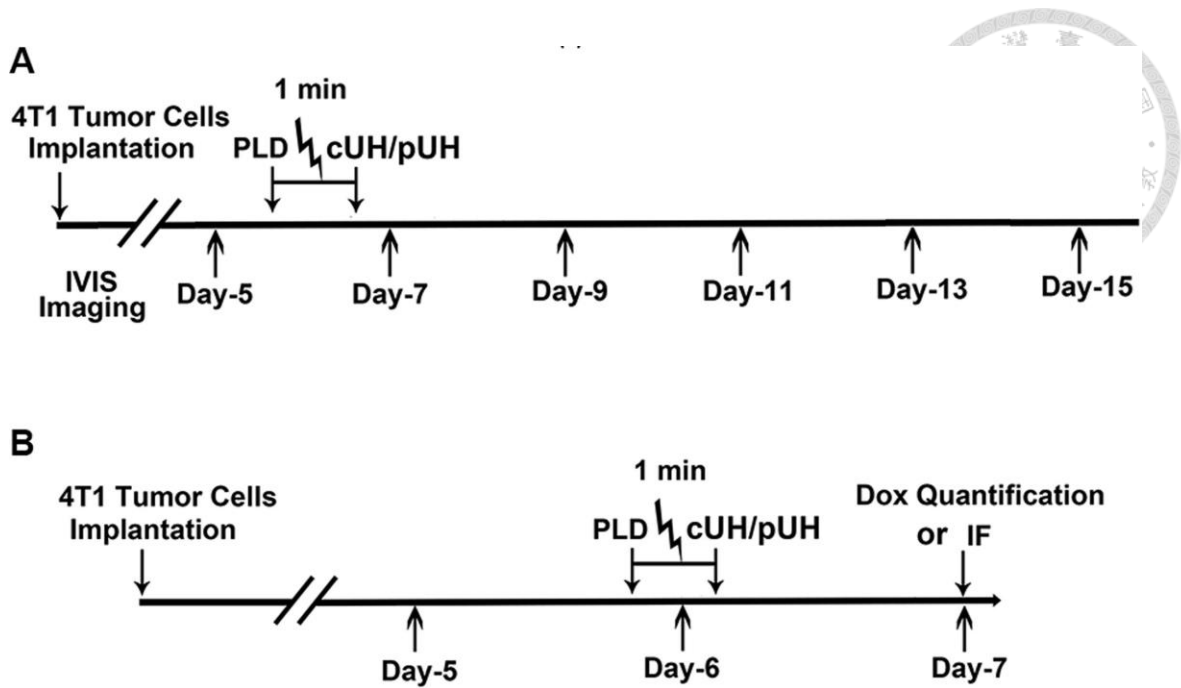 A
1 min
4T1 Tumor Cells
Implantation
PLD cUH/pUH
IVIS
Imaging
Day-5 Day-7 Day-9 Day-11 Day-13 Day-15
B
1 min
4T1 Tumor Cells
Implantation
PLD cUH/pUH
Dox Quantification
or IF
Day-5 Day-6 Day-7